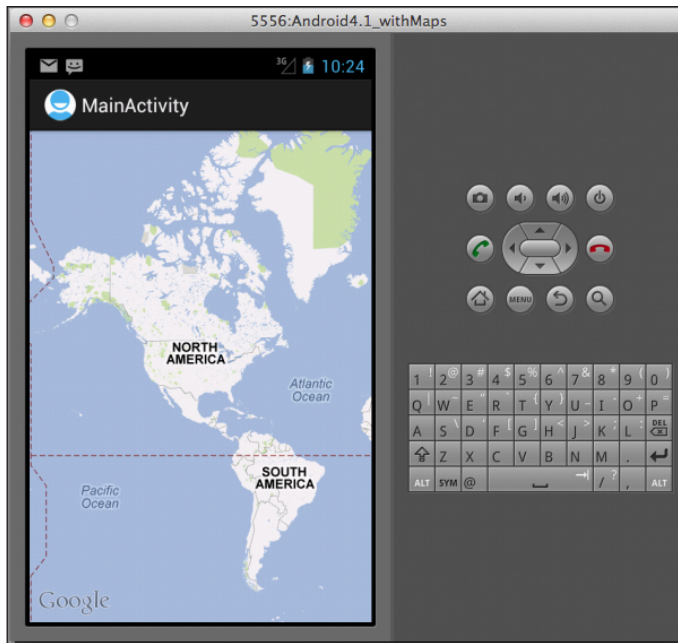 5556:Android4.1_withMaps
3G 10:24
MainActivity
NORTH
AMERICA
Atlantic
Ocean
SOUTH
AMERICA
Pacific
Ocean
Google
MENU
1 ! 2 @ 3 # 4 $ 5 % 6 ^ 7 & 8 * 9 ( 0 )
Q | W ~ E " R ` T { Y } U _ I - O + P =
A S \ D ' F [ G ] H < J > K ; L : DEL
Z X C V B N M .
ALT SYM @ / ? , ALT